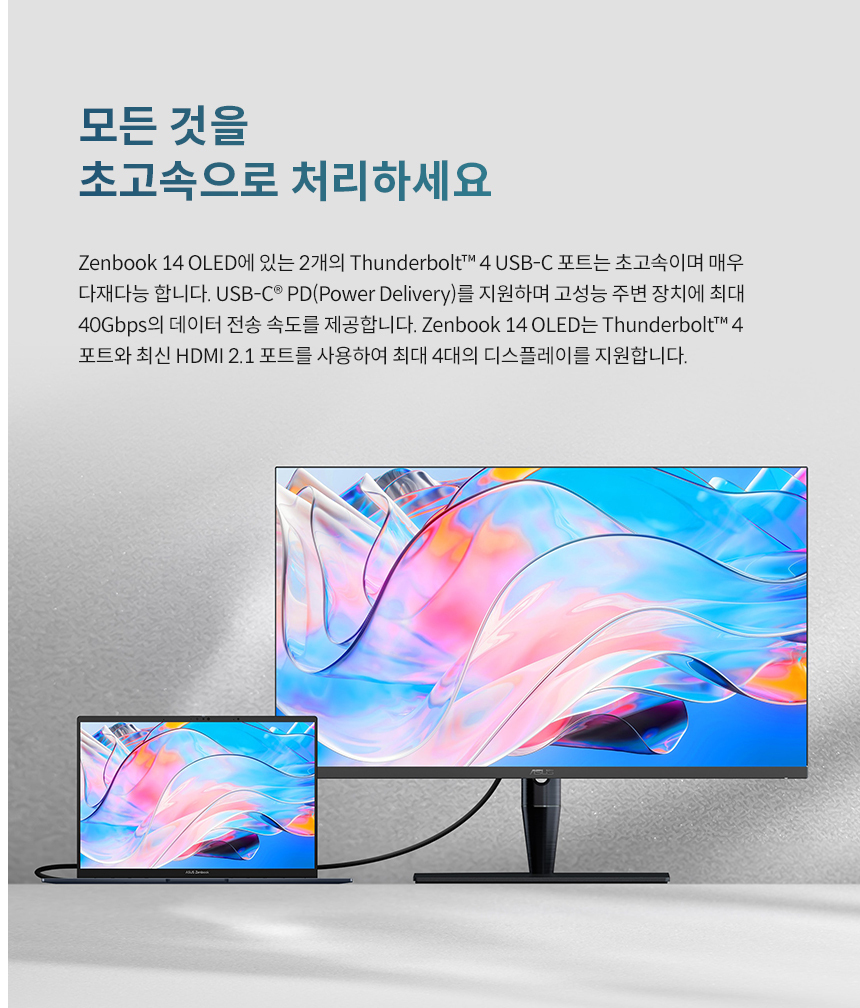 모든 것을
초고속으로 처리하세요
Zenbook 14 OLED에 있는 2개의 Thunderbolt™ 4 USB-C 포트는 초고속이며 매우
다재다능 합니다. USB-C® PD(Power Delivery)를 지원하며 고성능 주변 장치에 최대
40Gbps의 데이터 전송 속도를 제공합니다. Zenbook 14 OLED는 Thunderbolt™ 4
포트와 최신 HDMI 2.1 포트를 사용하여 최대 4대의 디스플레이를 지원합니다.
ASUS
ASUS Zenbook